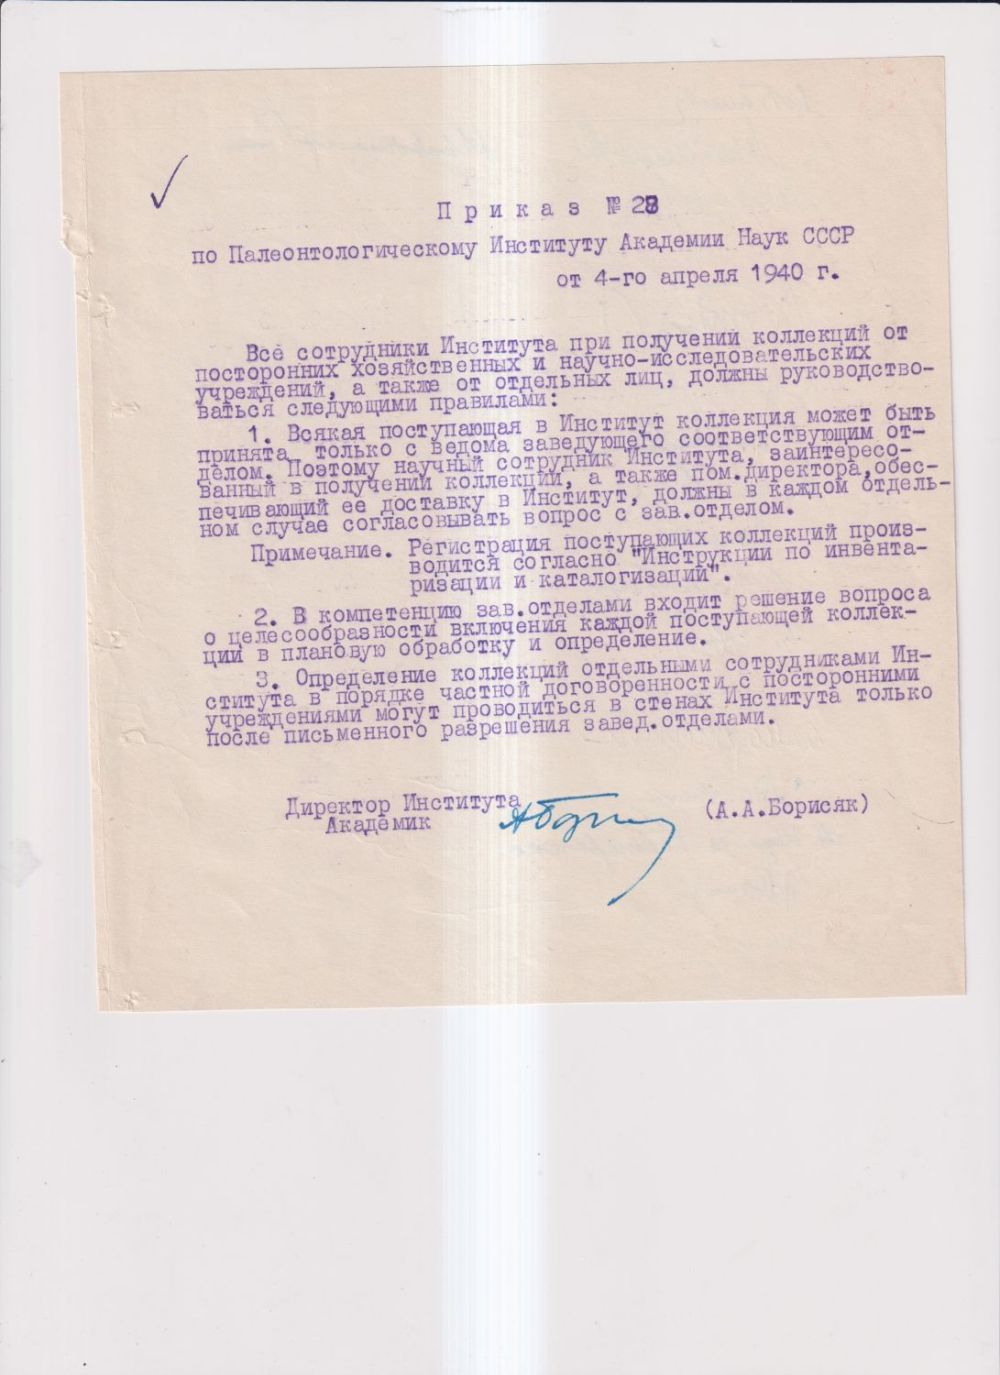 Приказ № 28
по Палеонтологическому Институту Академии Наук СССР
от 4-го апреля 1940 г.
Все сотрудники Института при получении коллекций от
посторонних хозяйственных и научно-исследовательских
учреждений, а также от отдельных лиц, должны руководство-
ваться следующими правилами:
1. Всякая поступающая в Институт коллекция может быть
принята только с ведома заведующего соответствующим от-
делом. Поэтому научный сотрудник Института, заинтересо-
ванный в получении коллекции, а также пом.директора,обес-
печивающий ее доставку в Институт, должны в каждом отдель-
ном случае согласовывать вопрос с зав.отделом.
Примечание. Регистрация поступающих коллекций произ-
водится согласно "Инструкции по инвента-
ризации и каталогизации".
2. В компетенцию зав.отделами входит решение вопроса
о целесообразности включения каждой поступающей коллек-
ции в плановую обработку и определение.
3. Определение коллекций отдельными сотрудниками Ин-
ститута в порядке частной договоренности с посторонними
учреждениями могут проводиться в стенах Института только
после письменного разрешения завед.отделами.
Директор Института
Академик (А.А.Борисяк)